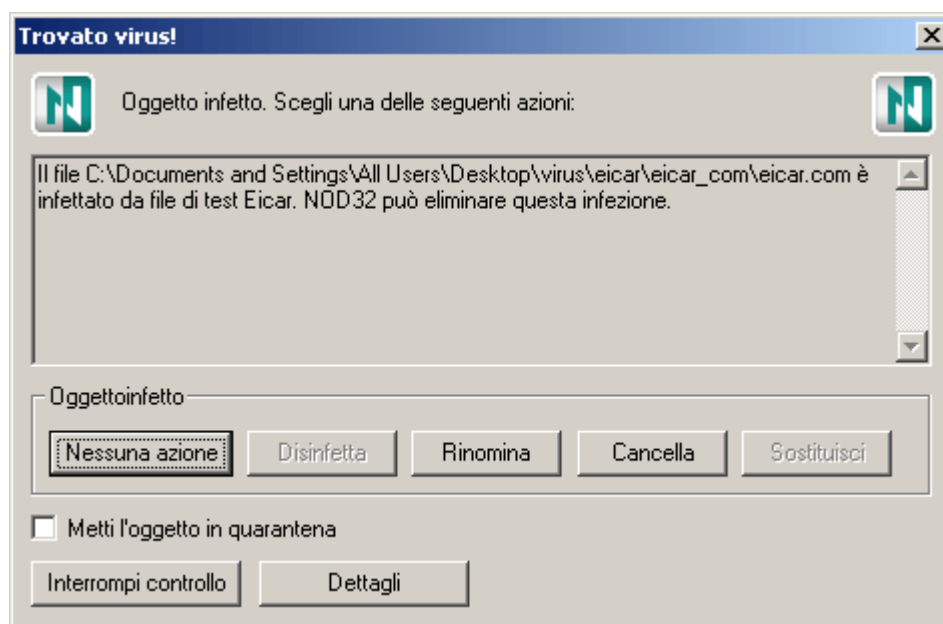 Trovato virus!
Oggetto infetto. Scegli una delle seguenti azioni:
Il file C:\Documents and Settings\All Users\Desktop\virus\eicar\eicar_com\eicar.com è
infettato da file di test Eicar. NOD32 può eliminare questa infezione.
Oggettoinfetto
Nessuna azione Disinfetta Rinomina Cancella Sostituisci
Metti l'oggetto in quarantena
Interrompi controllo Dettagli